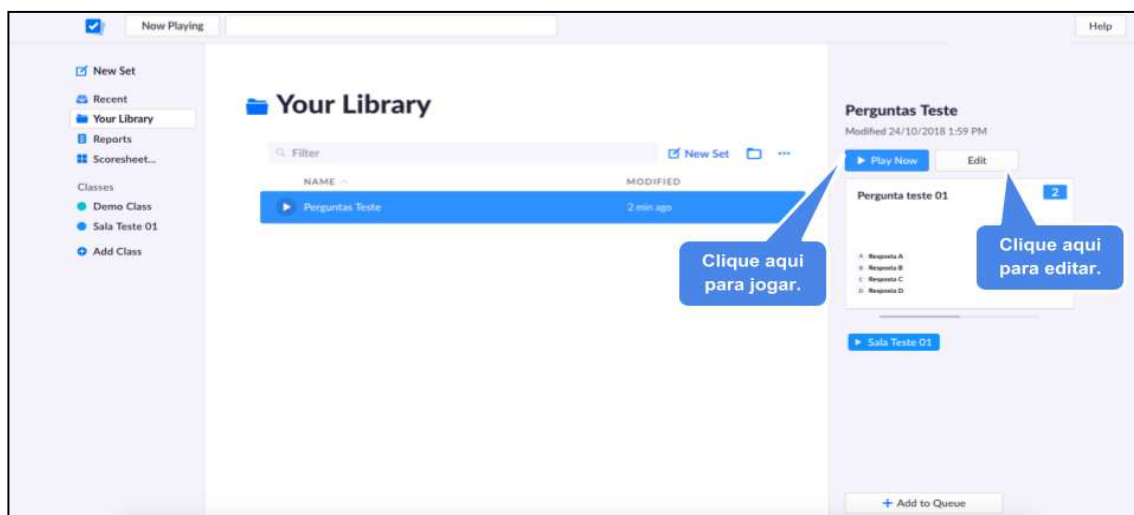 Now Playing
Help
New Set
Recent
Your Library
Reports
Scoresheet...
Classes
Demo Class
Sala Teste 01
Add Class
Your Library
Filter
New Set
NAME
MODIFIED
Perguntas Teste
2 min ago
Perguntas Teste
Modified 24/10/2018 1:59 PM
Play Now
Edit
Pergunta teste 01
2
A Resposta A
B Resposta B
C Resposta C
D Resposta D
Clique aqui
para jogar.
Clique aqui
para editar.
Sala Teste 01
+ Add to Queue